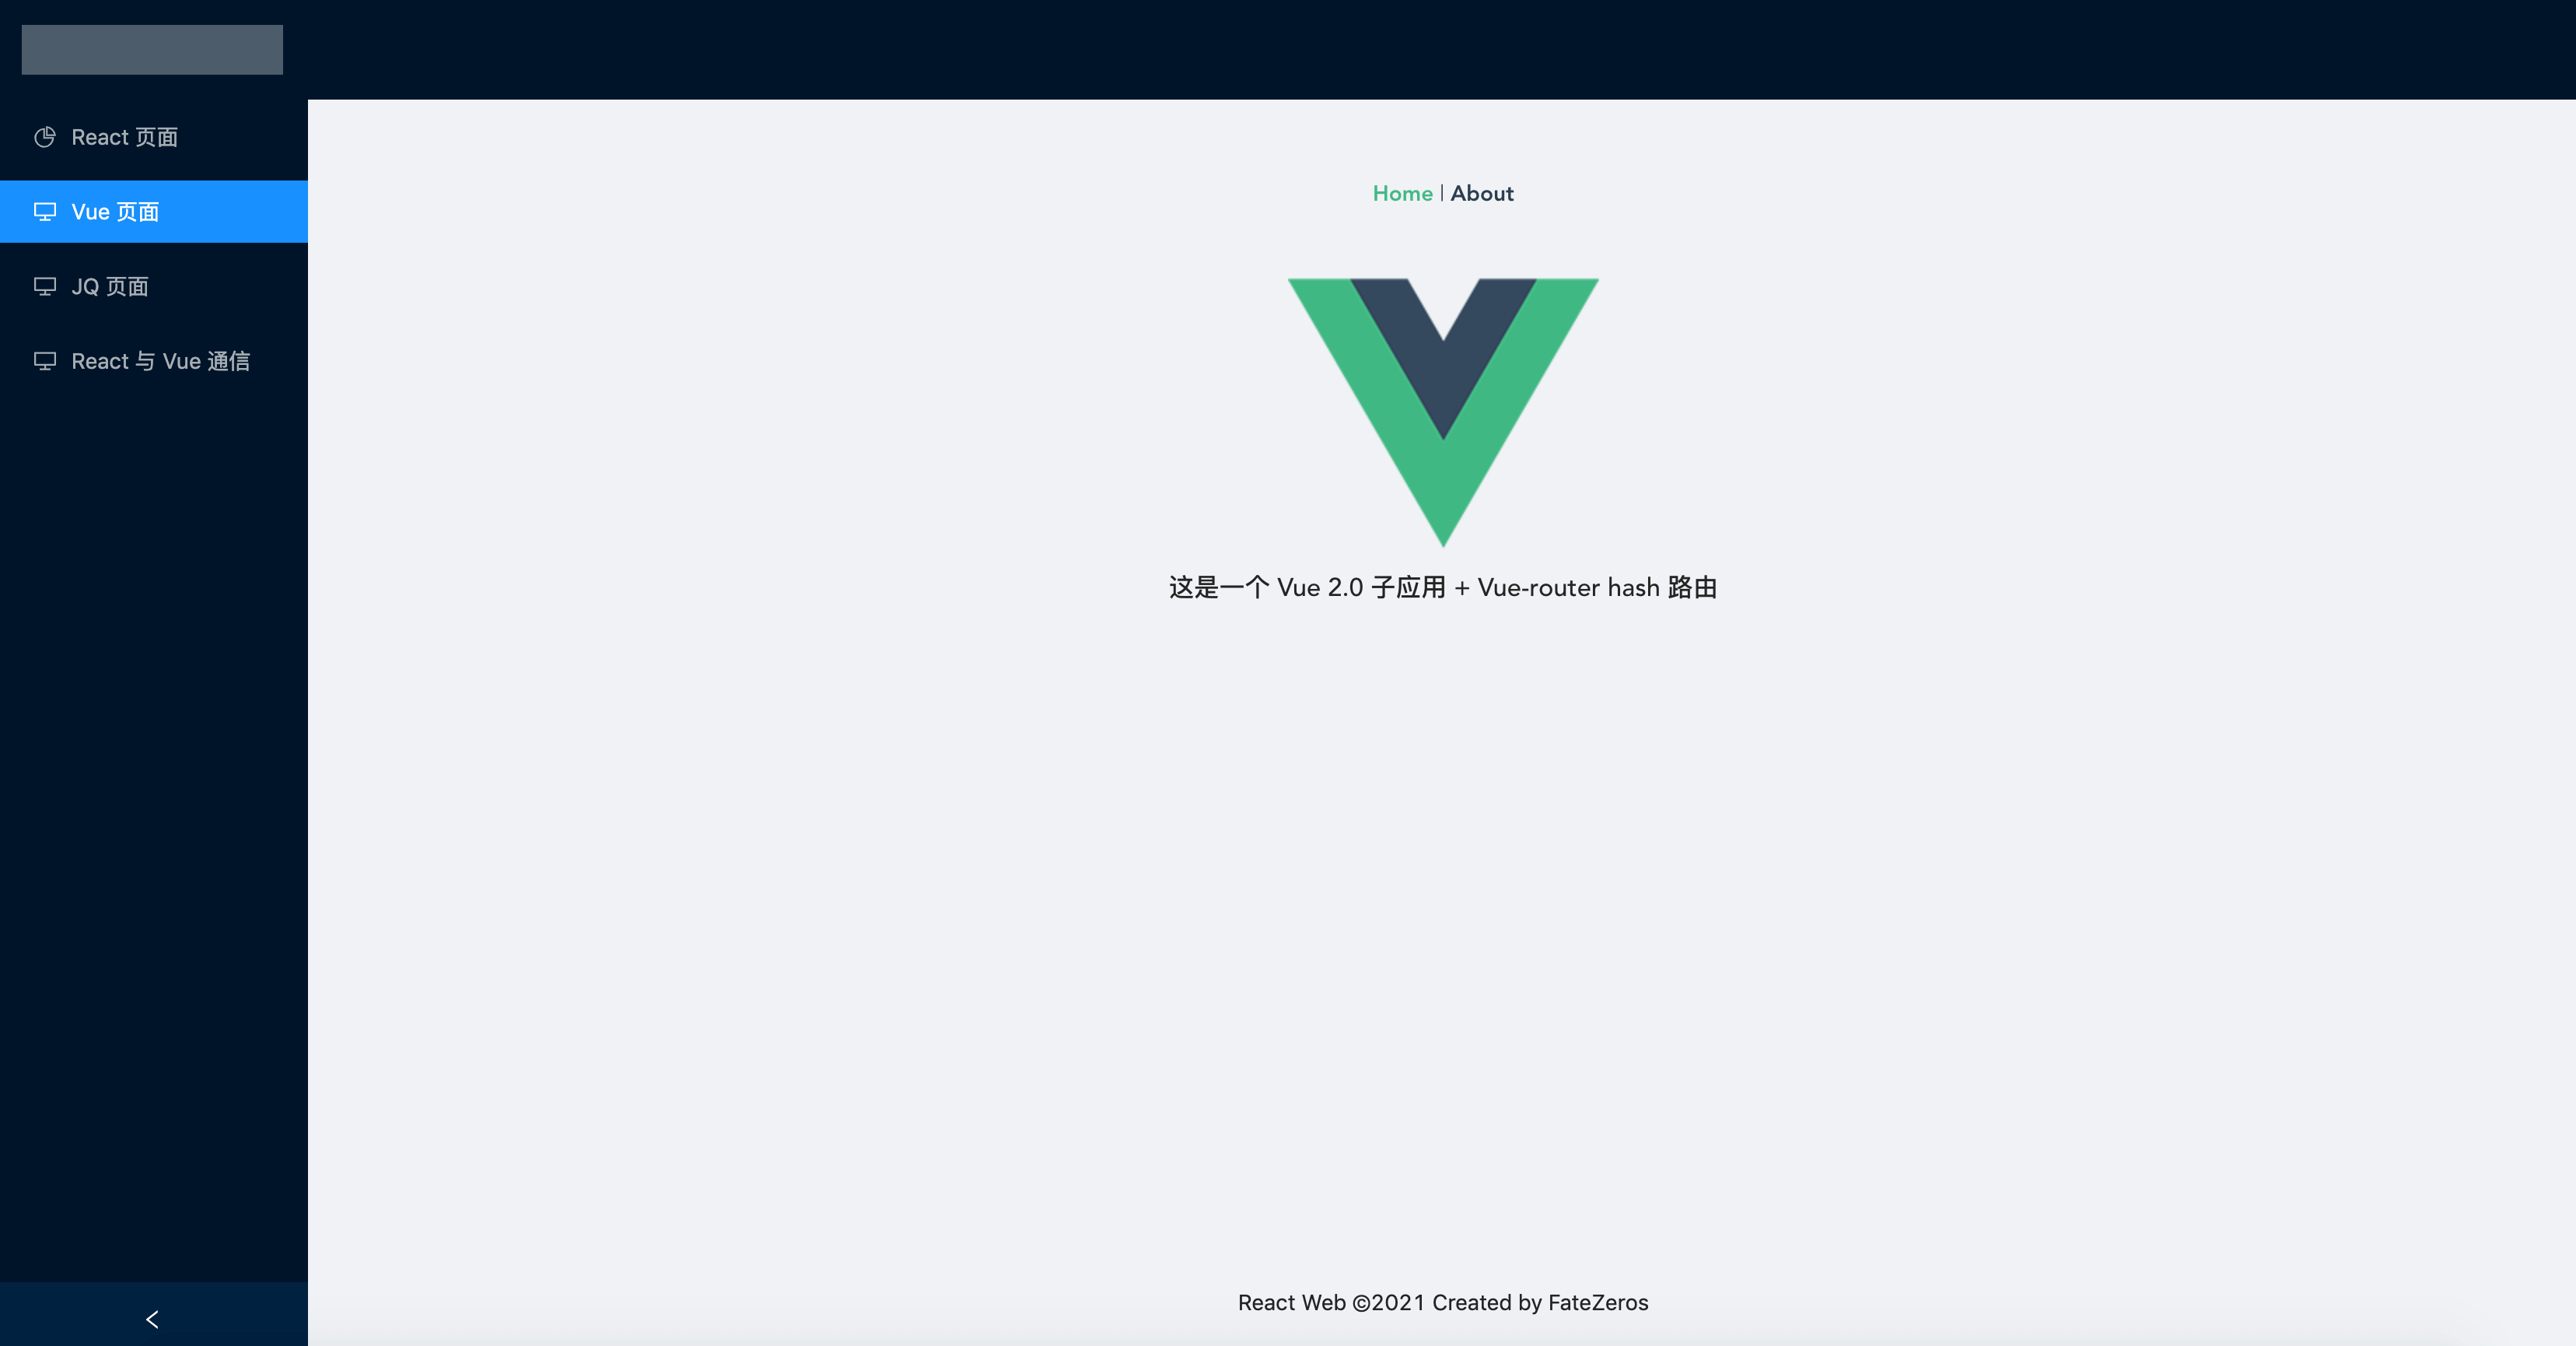 React 页面
Vue 页面
JQ 页面
React 与 Vue 通信
Home | About
这是一个 Vue 2.0 子应用 + Vue-router hash 路由
React Web ©2021 Created by FateZeros